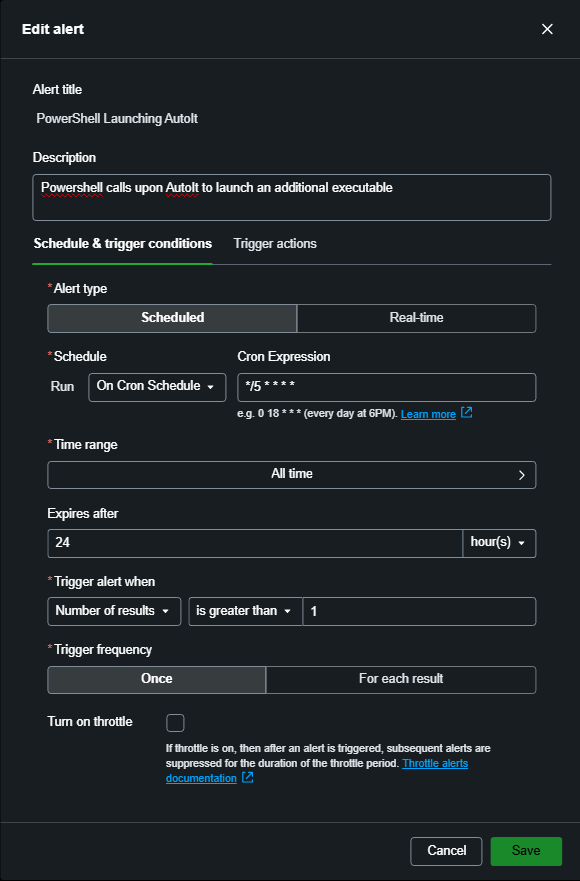 Edit alert
Alert title
PowerShell Launching AutoIt
Description
Powershell calls upon AutoIt to launch an additional executable
Schedule & trigger conditions Trigger actions
*Alert type
Scheduled Real-time
*Schedule Cron Expression
Run On Cron Schedule */5 * * * *
e.g. 0 18 * * * (every day at 6PM). Learn more
*Time range
All time
Expires after
24 hour(s)
*Trigger alert when
Number of results is greater than 1
*Trigger frequency
Once For each result
Turn on throttle
If throttle is on, then after an alert is triggered, subsequent alerts are
suppressed for the duration of the throttle period. Throttle alerts
documentation
Cancel Save